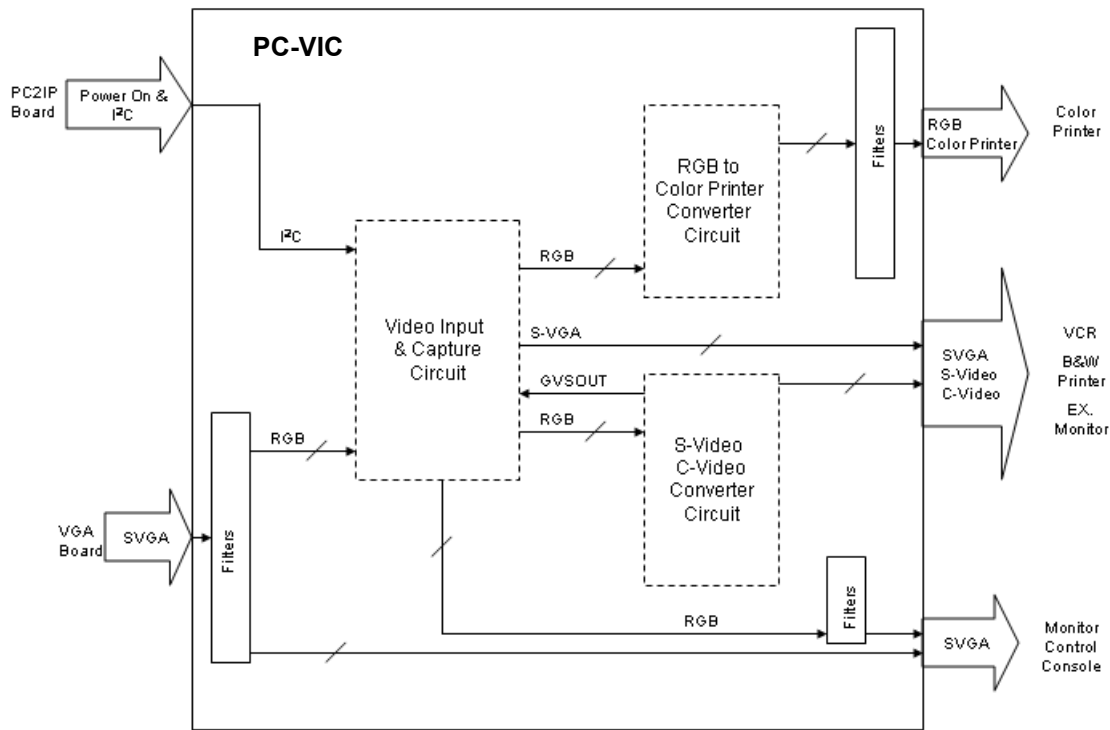 PC-VIC
PC2IP
Board
Power On &
I²C
I²C
RGB to
Color Printer
Converter
Circuit
Filters
RGB
Color Printer
Color
Printer
RGB
Video Input
& Capture
Circuit
S-VGA
GVSOUT
RGB
S-Video
C-Video
Converter
Circuit
SVGA
S-Video
C-Video
VCR
B&W
Printer
EX.
Monitor
RGB
VGA
Board
SVGA
Filters
RGB
Filters
SVGA
Monitor
Control
Console